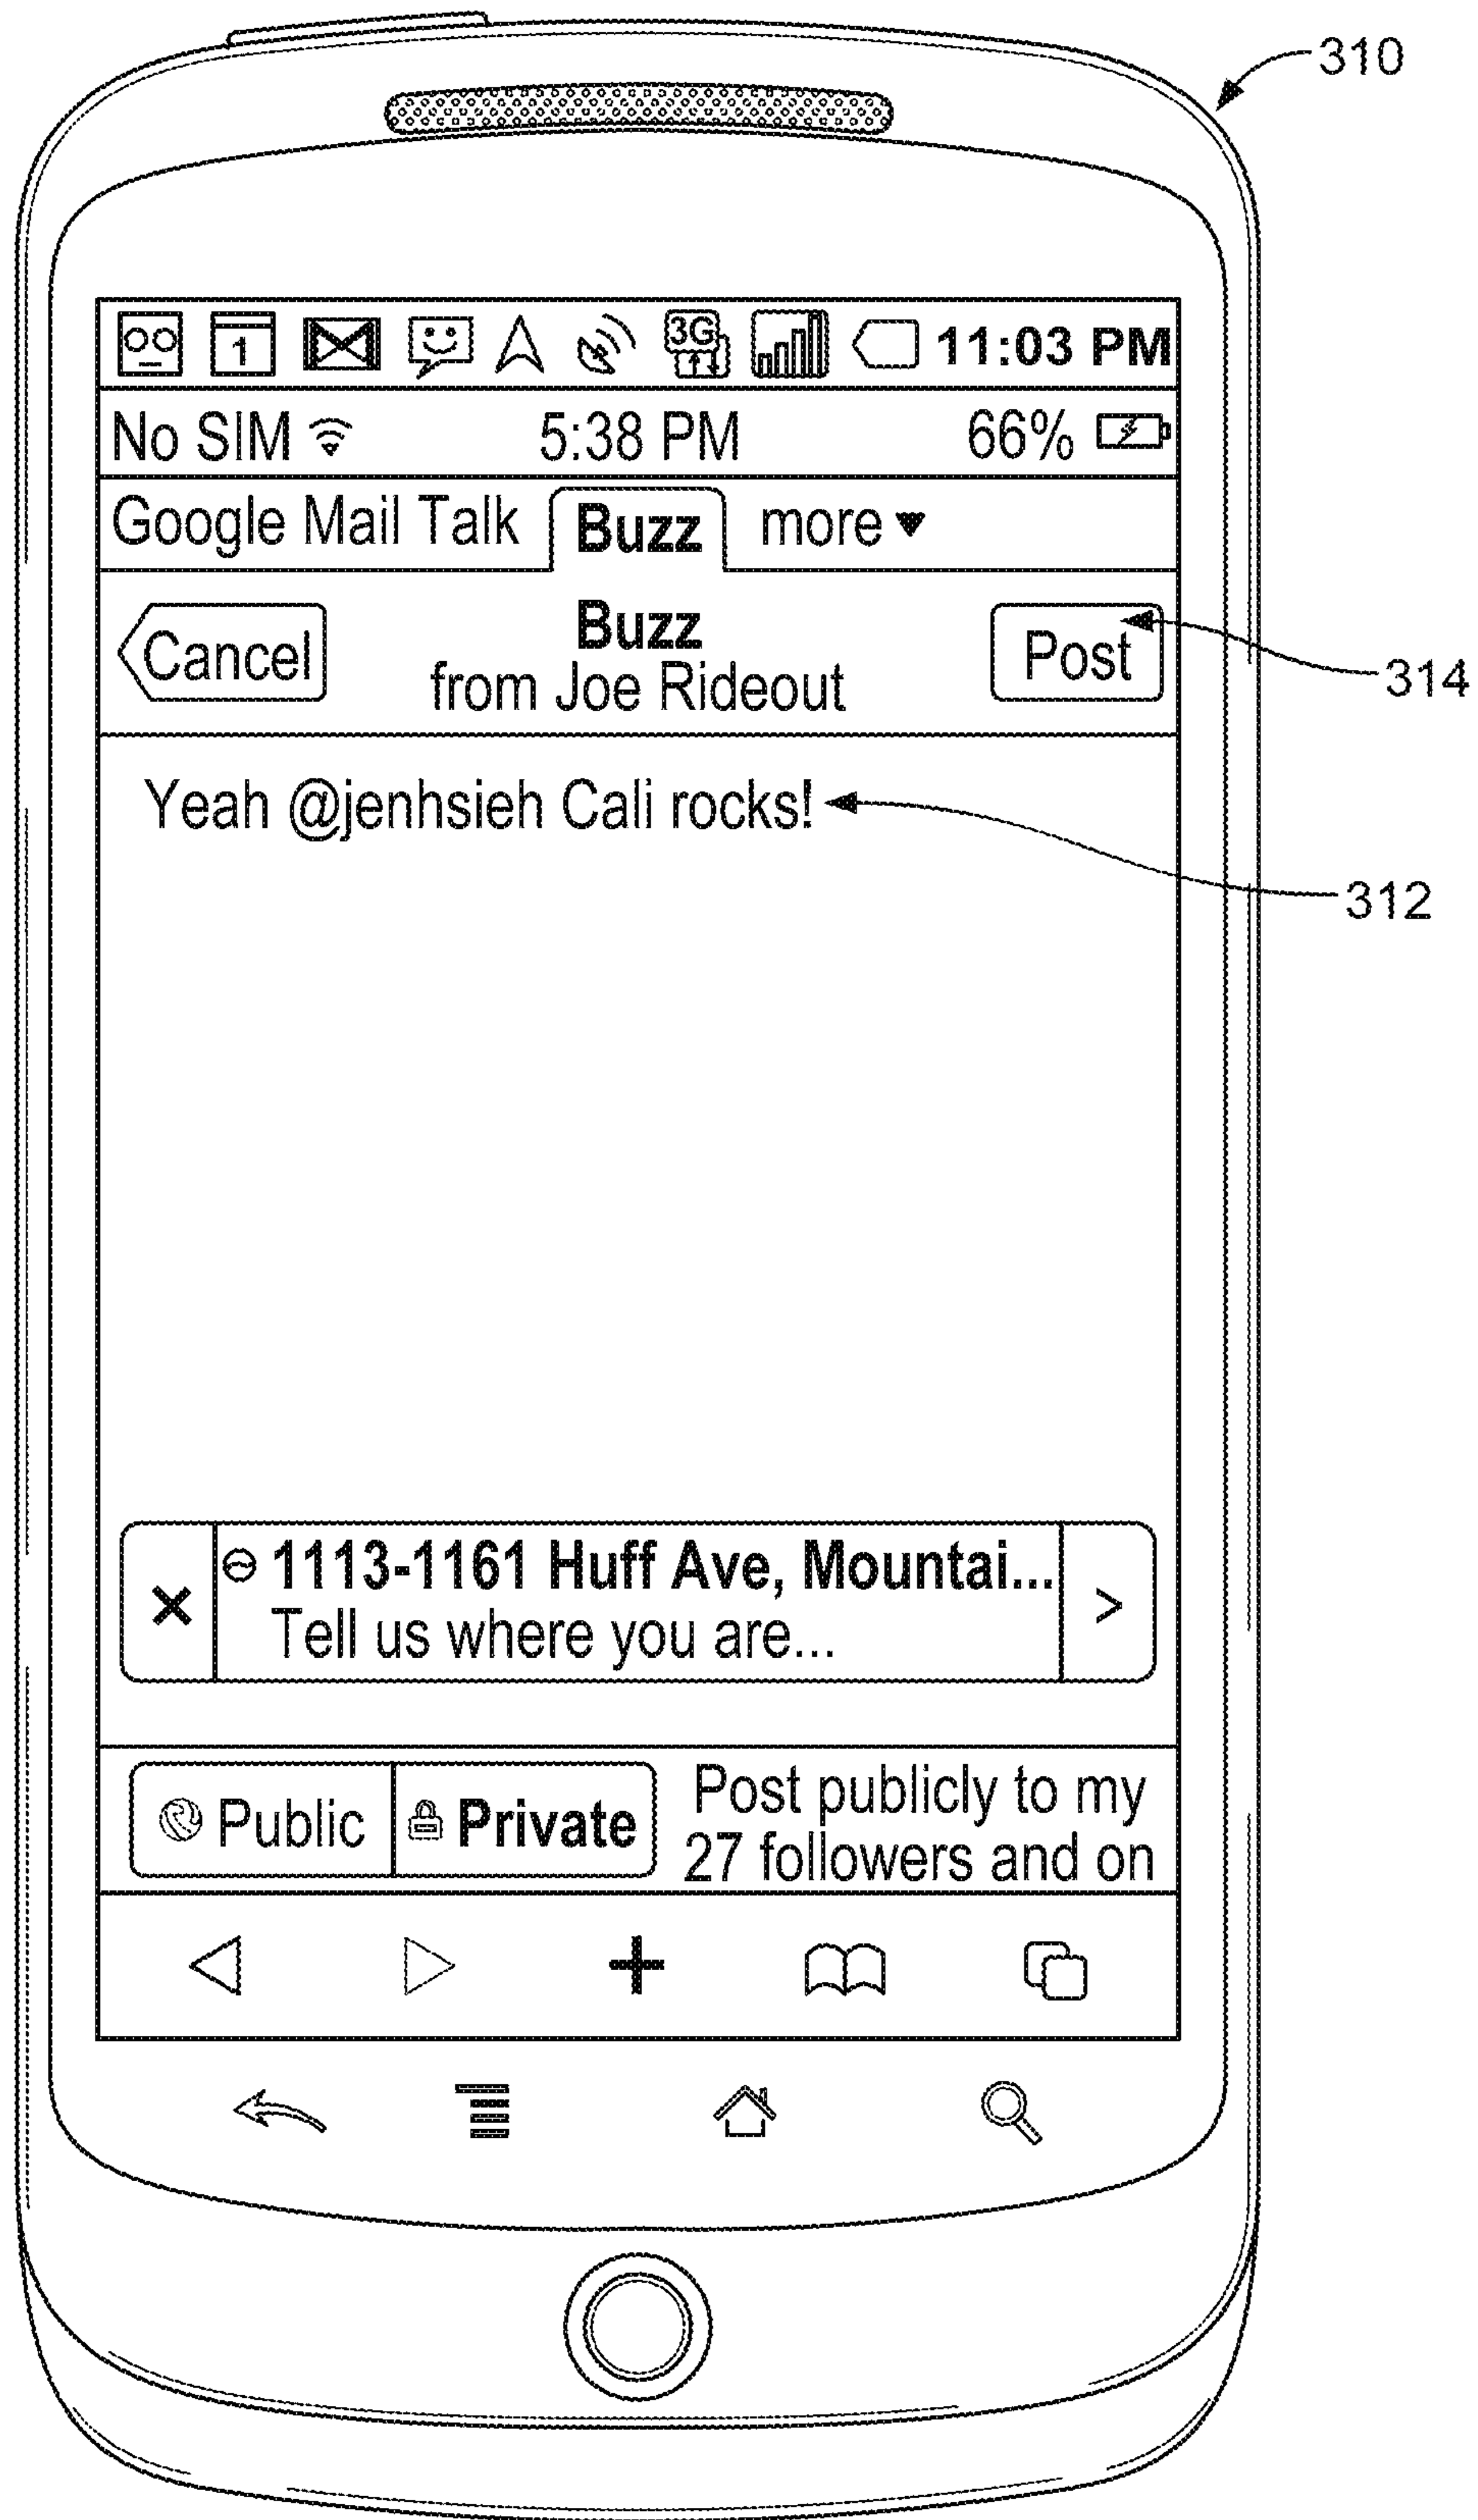 310
1
3G
11:03 PM
No SIM 5:38 PM 66%
Google Mail Talk Buzz more
Cancel Buzz Post
from Joe Rideout
314
Yeah @jenhsieh Cali rocks!
312
× 1113-1161 Huff Ave, Mountai... >
Tell us where you are...
Public Private Post publicly to my
27 followers and on